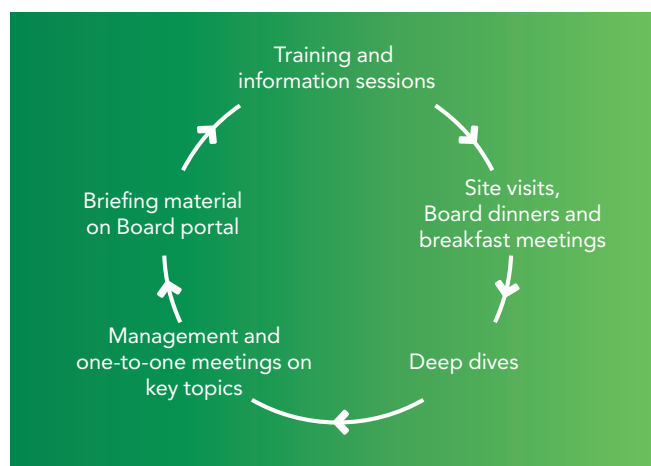 Training and
information sessions
Site visits,
Board dinners and
breakfast meetings
Deep dives
Management and
one-to-one meetings on
key topics
Briefing material
on Board portal